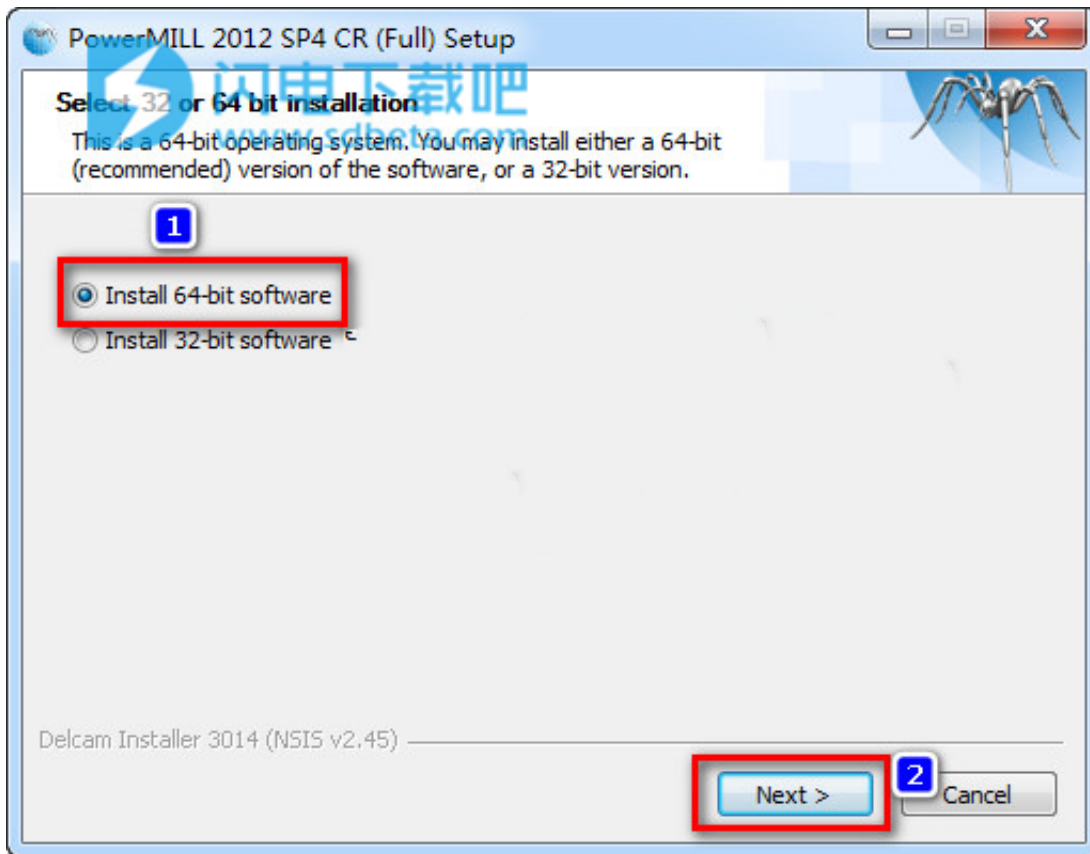 PowerMILL 2012 SP4 CR (Full) Setup
闪电下载吧
www.sdbeta.com
Select 32 or 64 bit installation
This is a 64-bit operating system. You may install either a 64-bit
(recommended) version of the software, or a 32-bit version.
1
Install 64-bit software
Install 32-bit software
Delcam Installer 3014 (NSIS v2.45)
Next >
2
Cancel